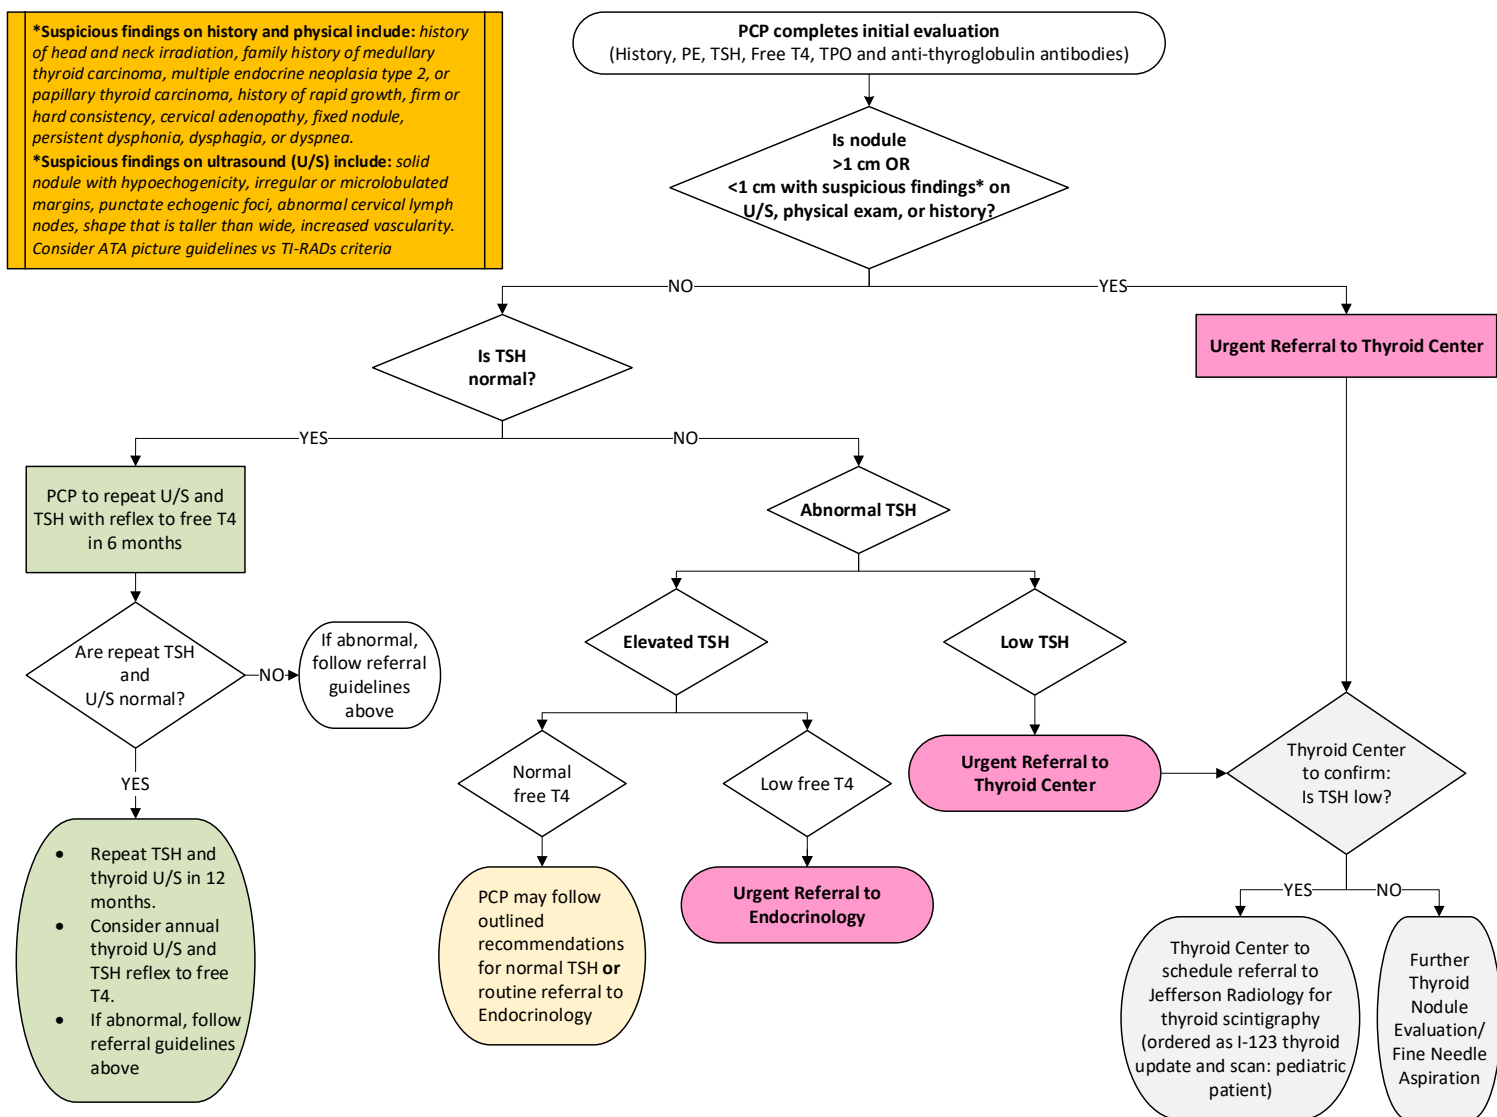 *Suspicious findings on history and physical include: history
of head and neck irradiation, family history of medullary
thyroid carcinoma, multiple endocrine neoplasia type 2, or
papillary thyroid carcinoma, history of rapid growth, firm or
hard consistency, cervical adenopathy, fixed nodule,
persistent dysphonia, dysphagia, or dyspnea.
*Suspicious findings on ultrasound (U/S) include: solid
nodule with hypoechogenicity, irregular or microlobulated
margins, punctate echogenic foci, abnormal cervical lymph
nodes, shape that is taller than wide, increased vascularity.
Consider ATA picture guidelines vs TI-RADs criteria
PCP completes initial evaluation
(History, PE, TSH, Free T4, TPO and anti-thyroglobulin antibodies)
Is nodule
>1 cm OR
<1 cm with suspicious findings* on
U/S, physical exam, or history?
NO
YES
Is TSH
normal?
Urgent Referral to Thyroid Center
YES
NO
PCP to repeat U/S and
TSH with reflex to free T4
in 6 months
Abnormal TSH
Are repeat TSH
and
U/S normal?
NO
If abnormal,
follow referral
guidelines
above
Elevated TSH
Low TSH
YES
Normal
free T4
Low free T4
Urgent Referral to
Thyroid Center
Thyroid Center
to confirm:
Is TSH low?
• Repeat TSH and
thyroid U/S in 12
months.
• Consider annual
thyroid U/S and
TSH reflex to free
T4.
• If abnormal, follow
referral guidelines
above
PCP may follow
outlined
recommendations
for normal TSH or
routine referral to
Endocrinology
Urgent Referral to
Endocrinology
YES
NO
Thyroid Center to
schedule referral to
Jefferson Radiology for
thyroid scintigraphy
(ordered as I-123 thyroid
update and scan: pediatric
patient)
Further
Thyroid
Nodule
Evaluation/
Fine Needle
Aspiration